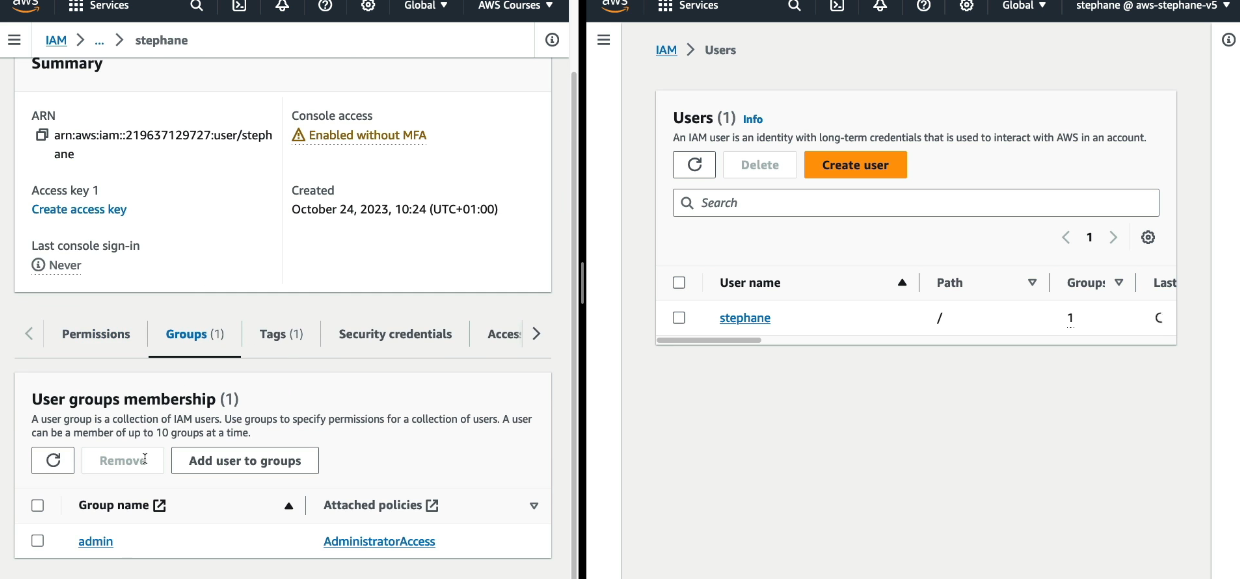 aws
Services
Global
AWS Courses
IAM
...
stephane
Summary
ARN
arn:aws:iam::219637129727:user/steph
ane
Console access
Enabled without MFA
Access key 1
Create access key
Created
October 24, 2023, 10:24 (UTC+01:00)
Last console sign-in
Never
Permissions
Groups (1)
Tags (1)
Security credentials
Acces
User groups membership (1)
A user group is a collection of IAM users. Use groups to specify permissions for a collection of users. A user
can be a member of up to 10 groups at a time.
Remove
Add user to groups
Group name
Attached policies
admin
AdministratorAccess
aws
Services
Global
stephane @ aws-stephane-v5
IAM
Users
Users (1) Info
An IAM user is an identity with long-term credentials that is used to interact with AWS in an account.
Delete
Create user
Search
1
User name
Path
Groups
Last
stephane
/
1